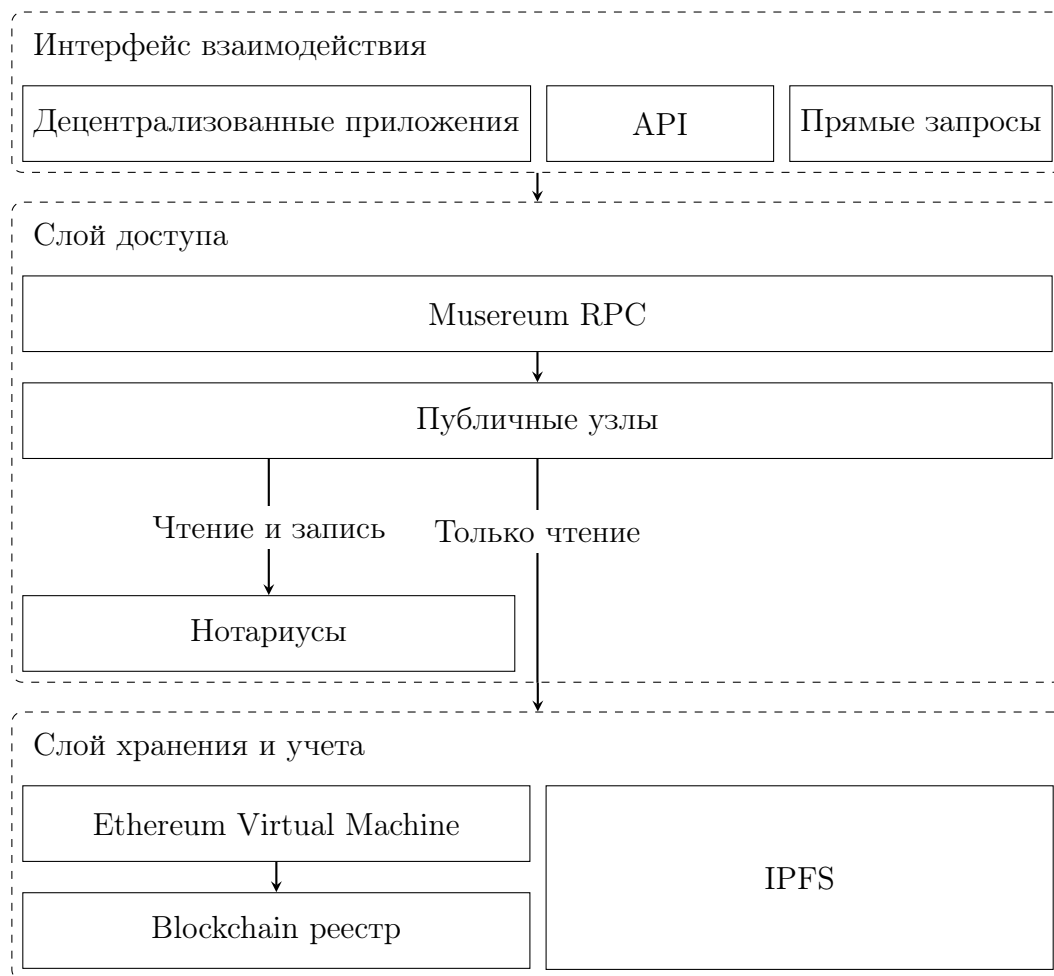 Интерфейс взаимодействия
Децентрализованные приложения
API
Прямые запросы
Слой доступа
Musereum RPC
Публичные узлы
Чтение и запись
Только чтение
Нотариусы
Слой хранения и учета
Ethereum Virtual Machine
IPFS
Blockchain реестр